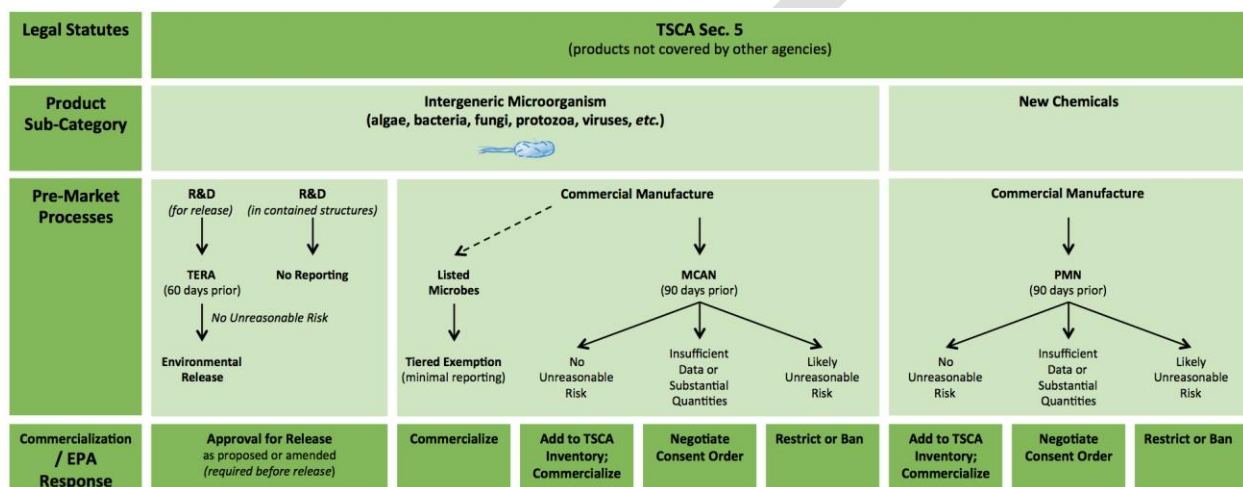 Legal Statutes
TSCA Sec. 5
(products not covered by other agencies)
Product
Sub-Category
Intergeneric Microorganism
(algae, bacteria, fungi, protozoa, viruses, etc.)
New Chemicals
Pre-Market
Processes
R&D
(for release)
TERA
(60 days prior)
No Unreasonable Risk
Environmental
Release
R&D
(in contained structures)
No Reporting
Commercial Manufacture
Listed
Microbes
Tiered Exemption
(minimal reporting)
MCAN
(90 days prior)
No
Unreasonable
Risk
Insufficient
Data or
Substantial
Quantities
Likely
Unreasonable
Risk
Commercial Manufacture
PMN
(90 days prior)
No
Unreasonable
Risk
Insufficient
Data or
Substantial
Quantities
Likely
Unreasonable
Risk
Commercialization
/ EPA
Response
Approval for Release
as proposed or amended
(required before release)
Commercialize
Add to TSCA
Inventory;
Commercialize
Negotiate
Consent Order
Restrict or Ban
Add to TSCA
Inventory;
Commercialize
Negotiate
Consent Order
Restrict or Ban